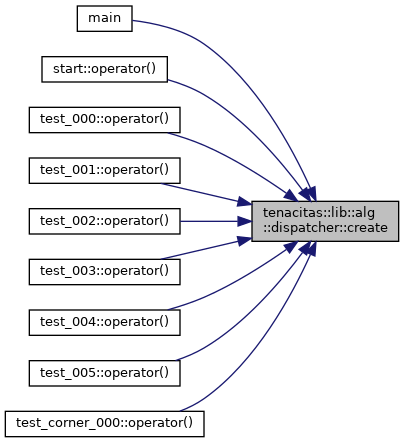 main
start::operator()
test_000::operator()
test_001::operator()
tenacitas::lib::alg
::dispatcher::create
test_002::operator()
test_003::operator()
test_004::operator()
test_005::operator()
test_corner_000::operator()